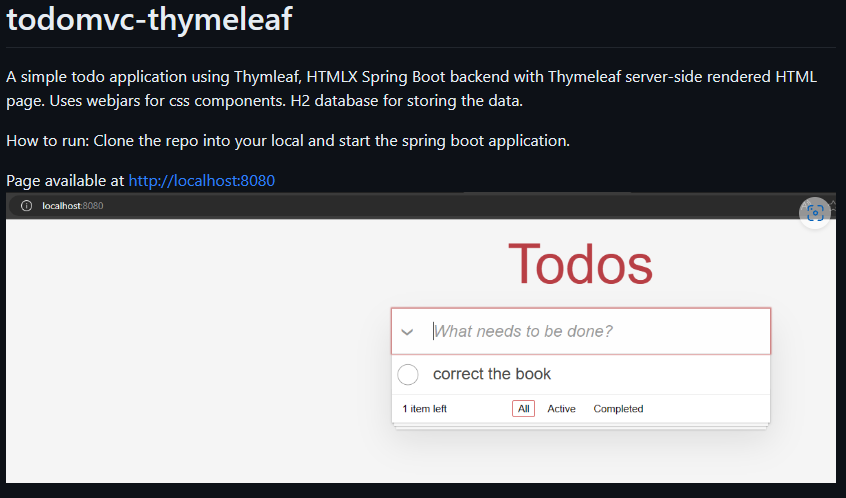 todomvc-thymeleaf
A simple todo application using Thymleaf, HTMLX Spring Boot backend with Thymeleaf server-side rendered HTML
page. Uses webjars for css components. H2 database for storing the data.
How to run: Clone the repo into your local and start the spring boot application.
Page available at http://localhost:8080
localhost:8080
Todos
What needs to be done?
correct the book
1 item left All Active Completed